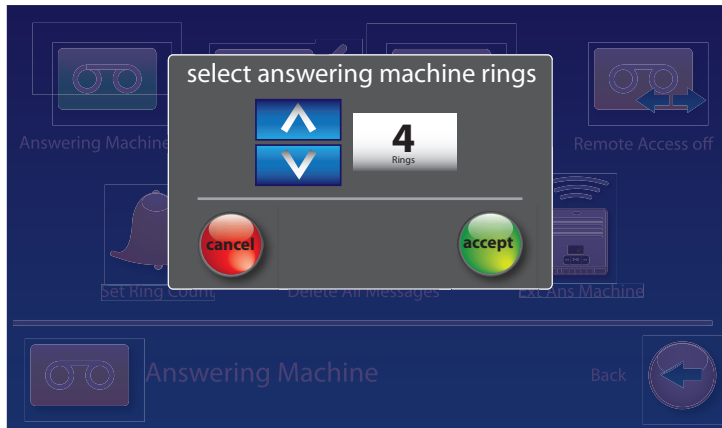 select answering machine rings
4
Rings
Answering Machine
Remote Access off
cancel
accept
Set Ring Count
Delete All Messages
Ext Ans Machine
Answering Machine
Back